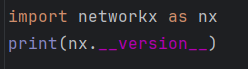 import networkx as nx
print(nx.__version__)